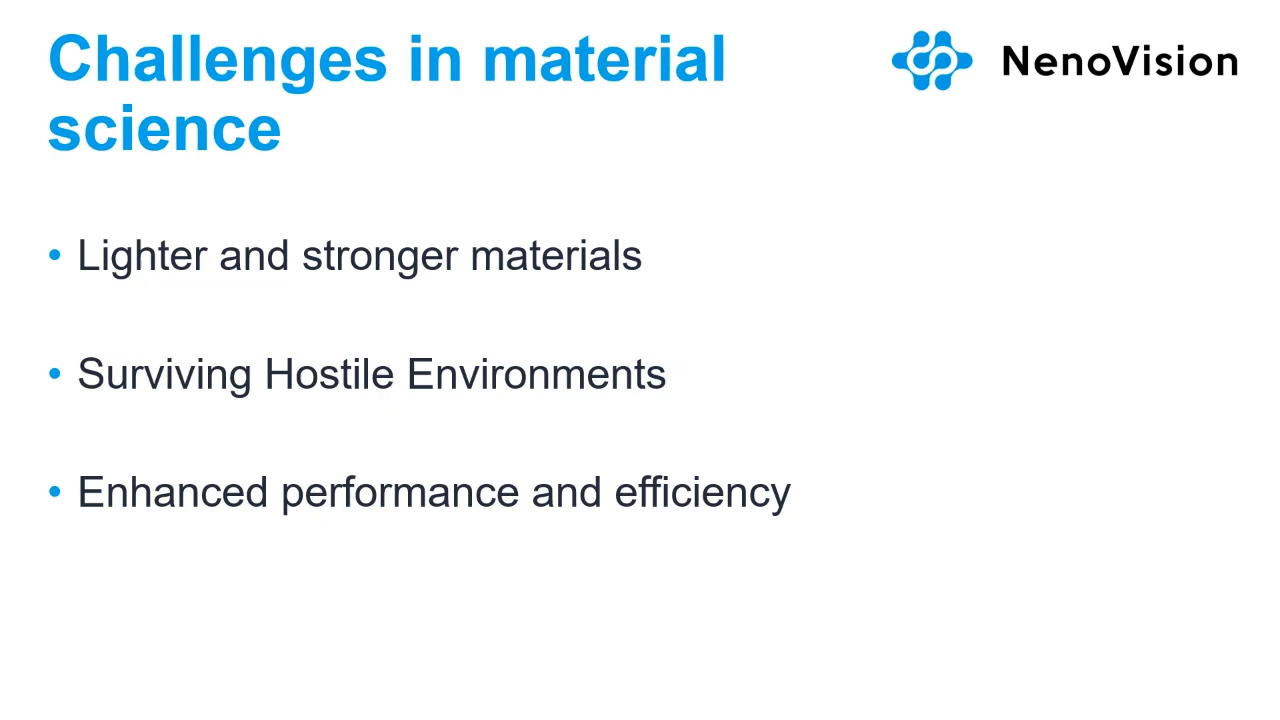 Challenges in material
science
NenoVision
• Lighter and stronger materials
• Surviving Hostile Environments
• Enhanced performance and efficiency